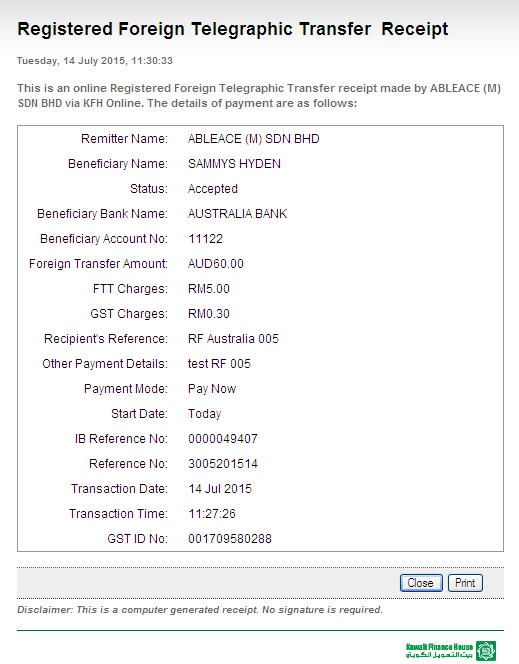 Registered Foreign Telegraphic Transfer Receipt
Tuesday, 14 July 2015, 11:30:33
This is an online Registered Foreign Telegraphic Transfer receipt made by ABLEACE (M)
SDN BHD via KFH Online. The details of payment are as follows:
Remitter Name: ABLEACE (M) SDN BHD
Beneficiary Name: SAMMYS HYDEN
Status: Accepted
Beneficiary Bank Name: AUSTRALIA BANK
Beneficiary Account No: 11122
Foreign Transfer Amount: AUD60.00
FTT Charges: RM5.00
GST Charges: RM0.30
Recipient's Reference: RF Australia 005
Other Payment Details: test RF 005
Payment Mode: Pay Now
Start Date: Today
IB Reference No: 0000049407
Reference No: 3005201514
Transaction Date: 14 Jul 2015
Transaction Time: 11:27:26
GST ID No: 001709580288
Close Print
Disclaimer: This is a computer generated receipt. No signature is required.
Kuwait Finance House
بيت التمويل الكويتي